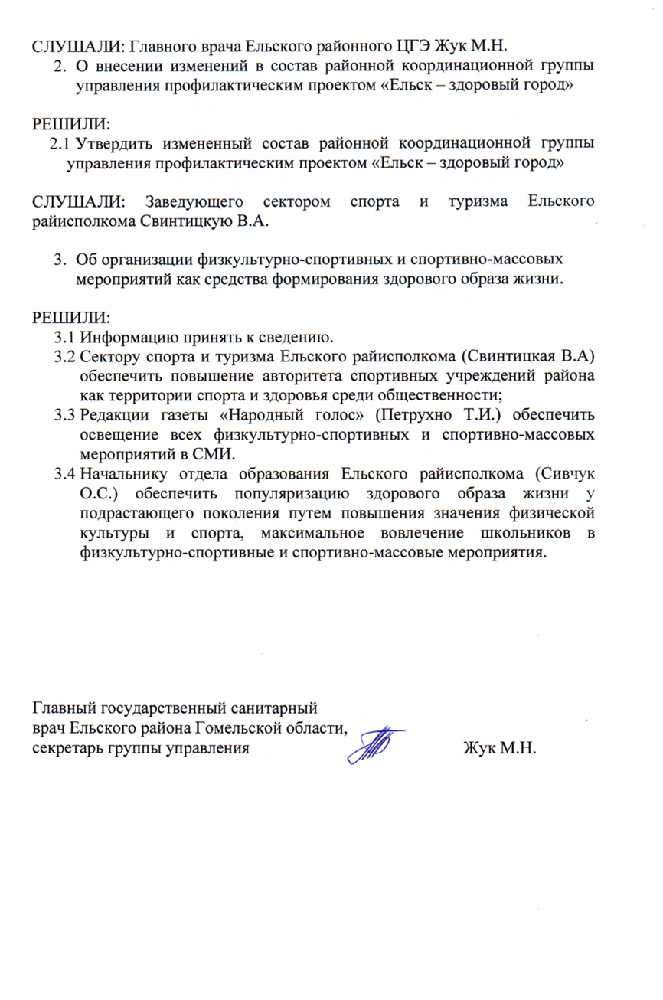 СЛУШАЛИ: Главного врача Ельского районного ЦГЭ Жук М.Н.
2. О внесении изменений в состав районной координационной группы
управления профилактическим проектом «Ельск – здоровый город»
РЕШИЛИ:
2.1 Утвердить измененный состав районной координационной группы
управления профилактическим проектом «Ельск – здоровый город»
СЛУШАЛИ: Заведующего сектором спорта и туризма Ельского
райисполкома Свинтицкую В.А.
3. Об организации физкультурно-спортивных и спортивно-массовых
мероприятий как средства формирования здорового образа жизни.
РЕШИЛИ:
3.1 Информацию принять к сведению.
3.2 Сектору спорта и туризма Ельского райисполкома (Свинтицкая В.А)
обеспечить повышение авторитета спортивных учреждений района
как территории спорта и здоровья среди общественности;
3.3 Редакции газеты «Народный голос» (Петрухно Т.И.) обеспечить
освещение всех физкультурно-спортивных и спортивно-массовых
мероприятий в СМИ.
3.4 Начальнику отдела образования Ельского райисполкома (Сивчук
О.С.) обеспечить популяризацию здорового образа жизни у
подрастающего поколения путем повышения значения физической
культуры и спорта, максимальное вовлечение школьников в
физкультурно-спортивные и спортивно-массовые мероприятия.
Главный государственный санитарный
врач Ельского района Гомельской области,
секретарь группы управления Жук М.Н.